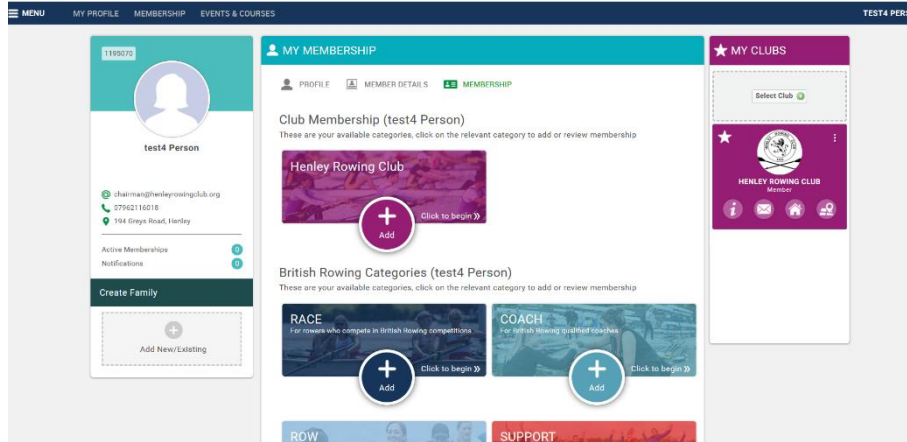 MENU
MY PROFILE
MEMBERSHIP
EVENTS & COURSES
TEST4 PERS
1195070
test4 Person
chairman@henleyrowingclub.org
07962116018
194 Greys Road, Henley
Active Memberships 0
Notifications 0
Create Family
Add New/Existing
MY MEMBERSHIP
PROFILE
MEMBER DETAILS
MEMBERSHIP
Club Membership (test4 Person)
These are your available categories, click on the relevant category to add or review membership
Henley Rowing Club
Add
Click to begin »
British Rowing Categories (test4 Person)
These are your available categories, click on the relevant category to add or review membership
RACE
For rowers who compete in British Rowing competitions
Add
Click to begin »
COACH
For British Rowing qualified coaches
Add
Click to begin »
ROW
SUPPORT
MY CLUBS
Select Club
HENLEY ROWING CLUB
Member